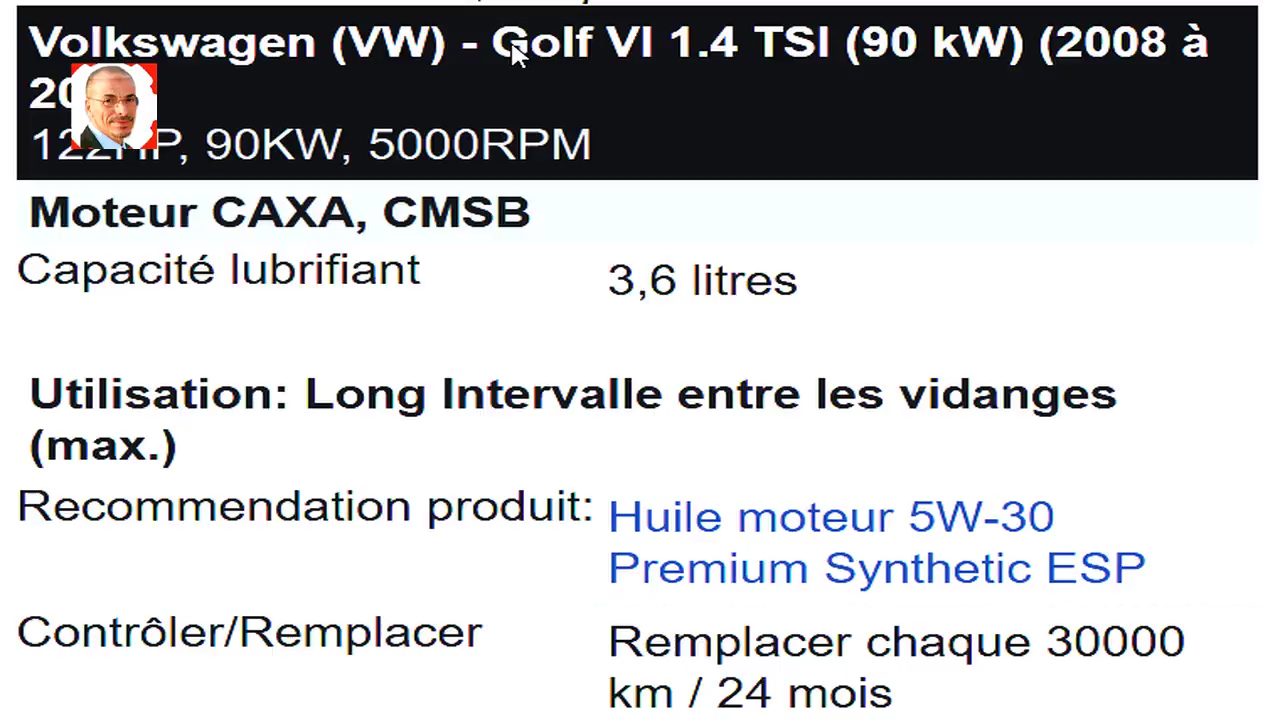 Volkswagen (VW) - Golf VI 1.4 TSI (90 kW) (2008 à
122HP, 90KW, 5000RPM
Moteur CAXA, CMSB
Capacité lubrifiant
3,6 litres
Utilisation: Long Intervalle entre les vidanges
(max.)
Recommendation produit:
Huile moteur 5W-30
Premium Synthetic ESP
Contrôler/Remplacer
Remplacer chaque 30000
km / 24 mois